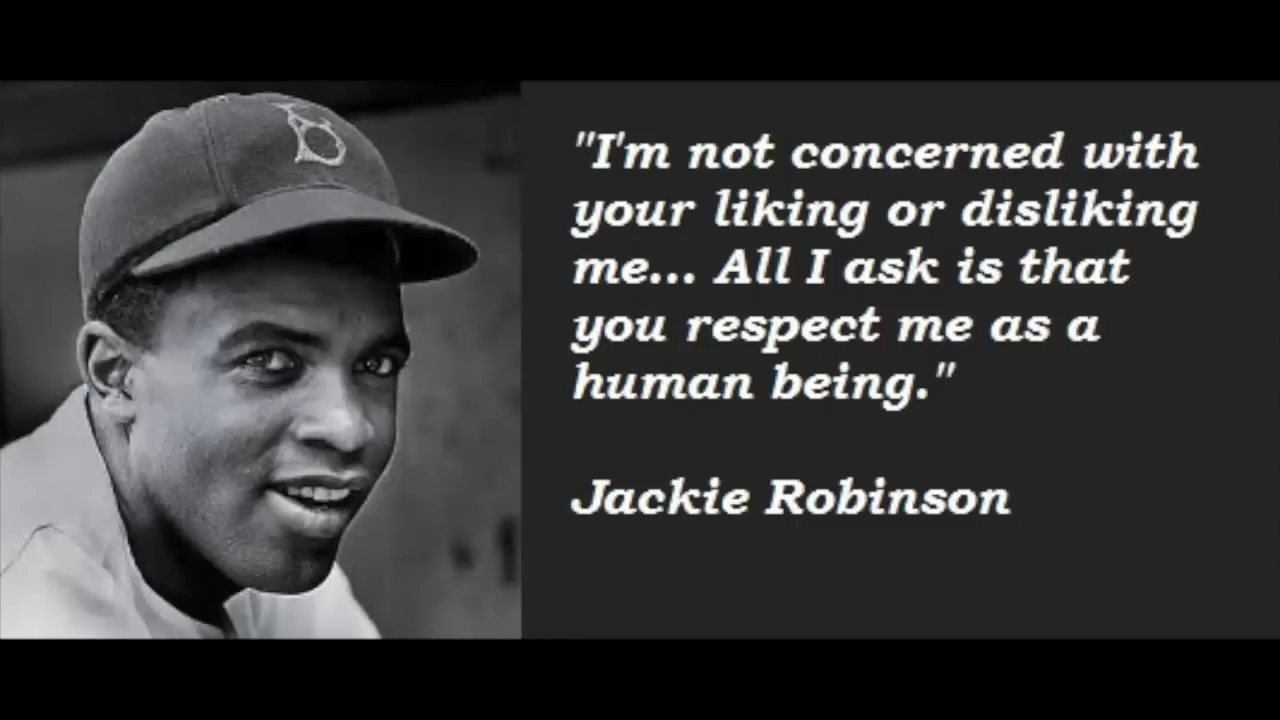 B
"I'm not concerned with
your liking or disliking
me... All I ask is that
you respect me as a
human being."
Jackie Robinson